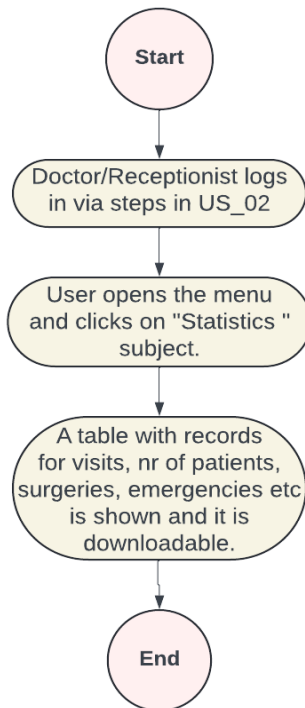 Start
Doctor/Receptionist logs
in via steps in US_02
User opens the menu
and clicks on "Statistics "
subject.
A table with records
for visits, nr of patients,
surgeries, emergencies etc
is shown and it is
downloadable.
End